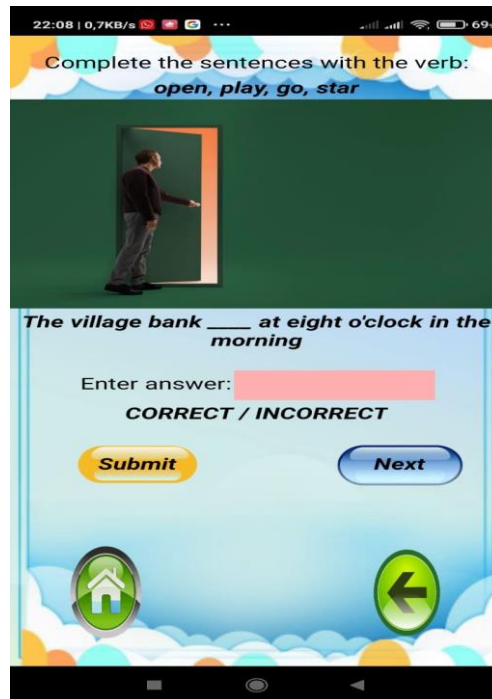 22:08 | 0,7KB/s ... 69
Complete the sentences with the verb:
open, play, go, star
The village bank ____ at eight o'clock in the
morning
Enter answer:
CORRECT / INCORRECT
Submit Next